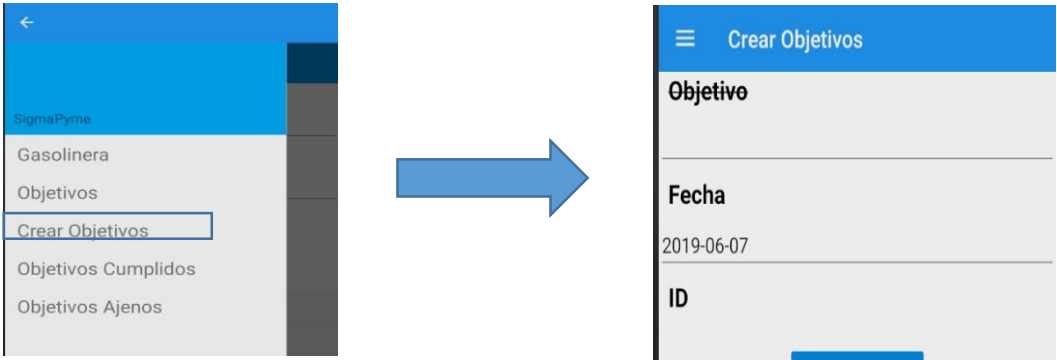 SigmaPyme
Gasolinera
Objetivos
Crear Objetivos
Objetivos Cumplidos
Objetivos Ajenos
Crear Objetivos
Objetivo
Fecha
2019-06-07
ID